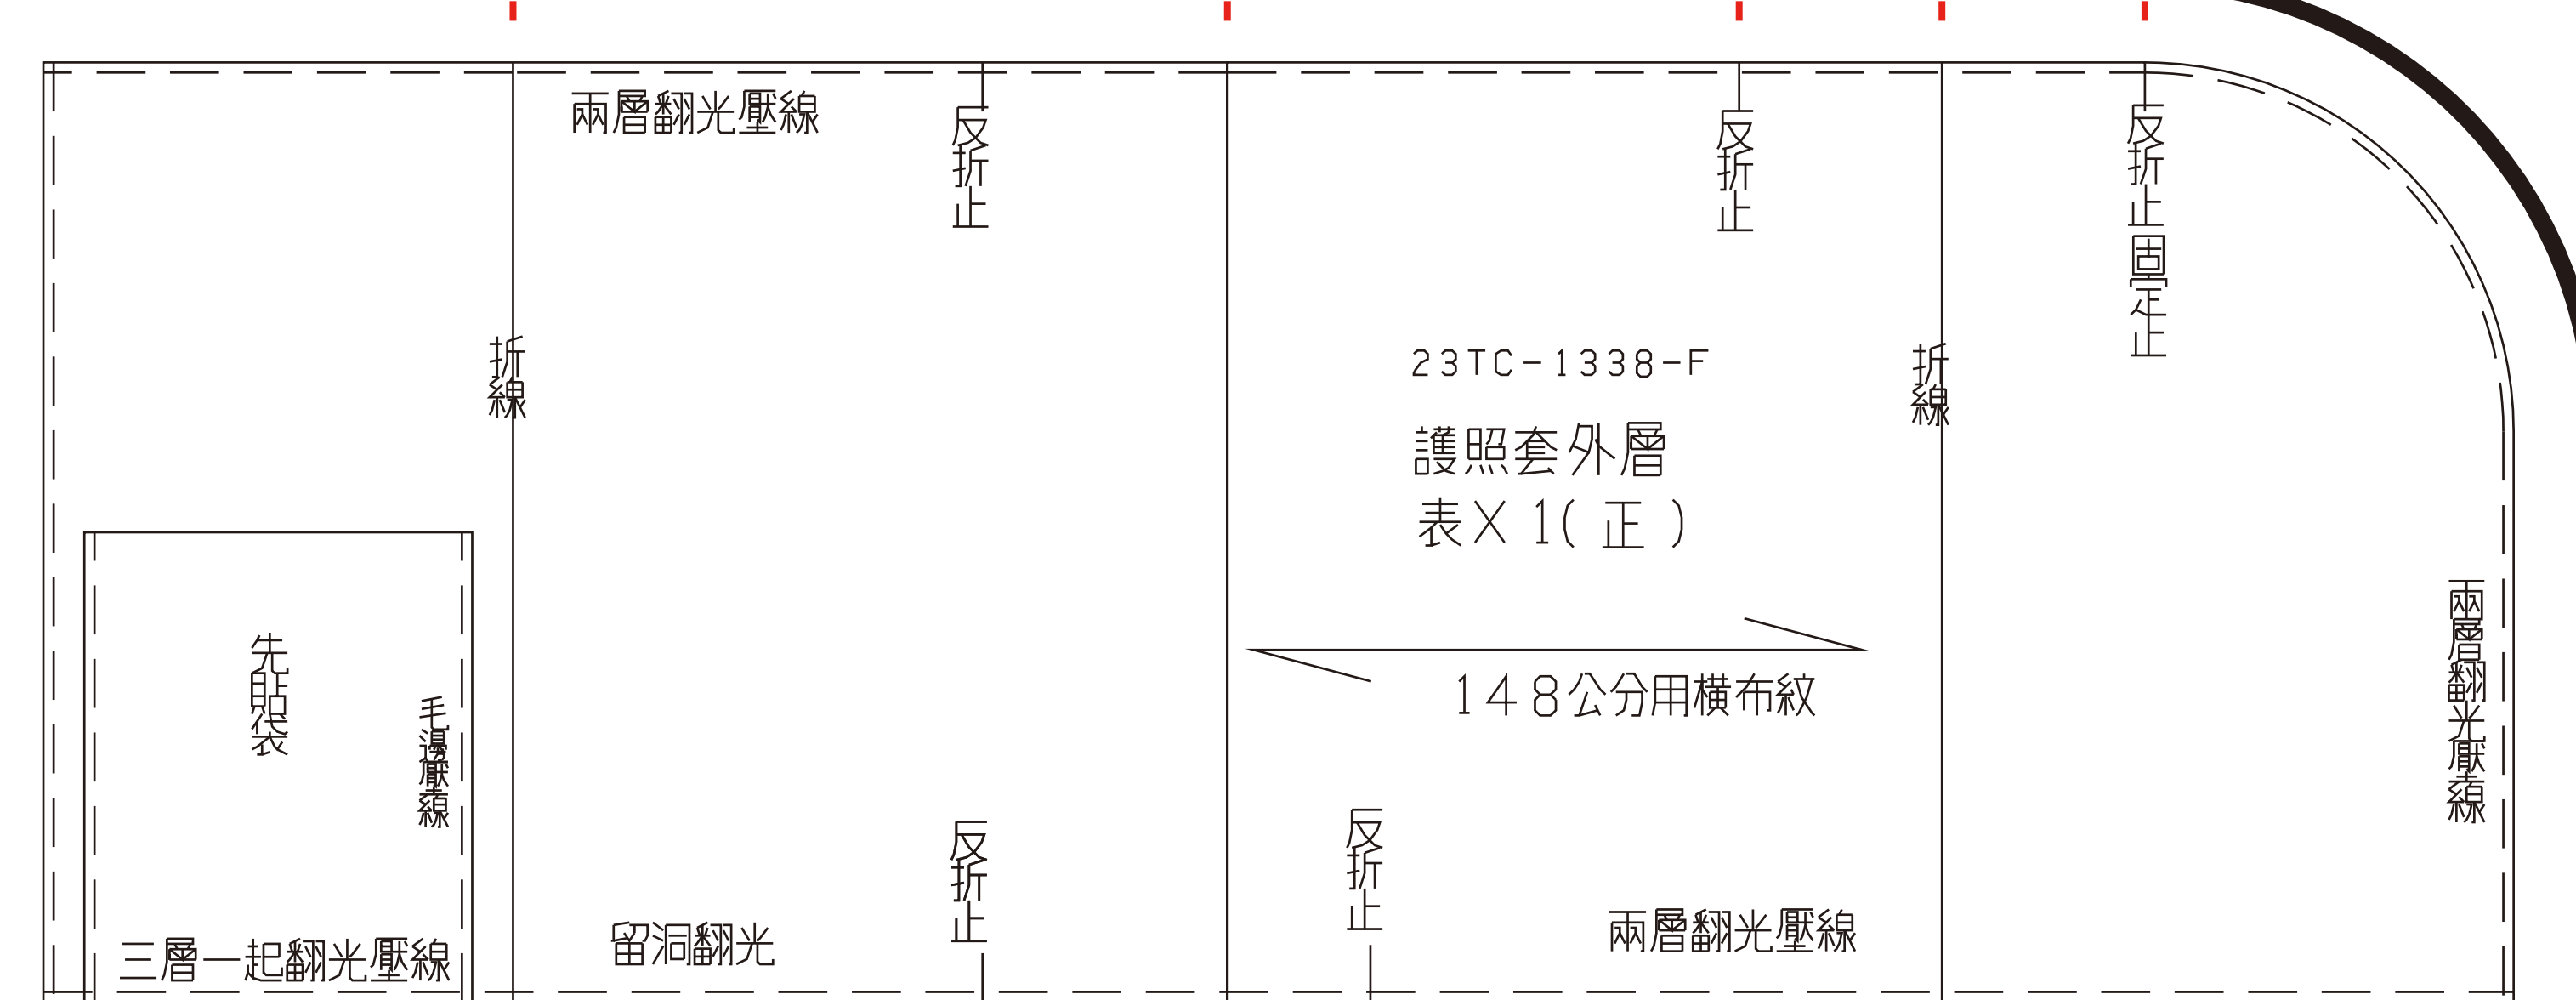 兩層翻光壓線
反折止
反折止
反折止
固定止
折線
23TC-1338-F
護照套外層
表X 1( 正 )
折線
148公分用橫布紋
先貼袋
毛邊壓線
兩層翻光壓線
反折止
反折止
三層一起翻光壓線
留洞翻光
兩層翻光壓線